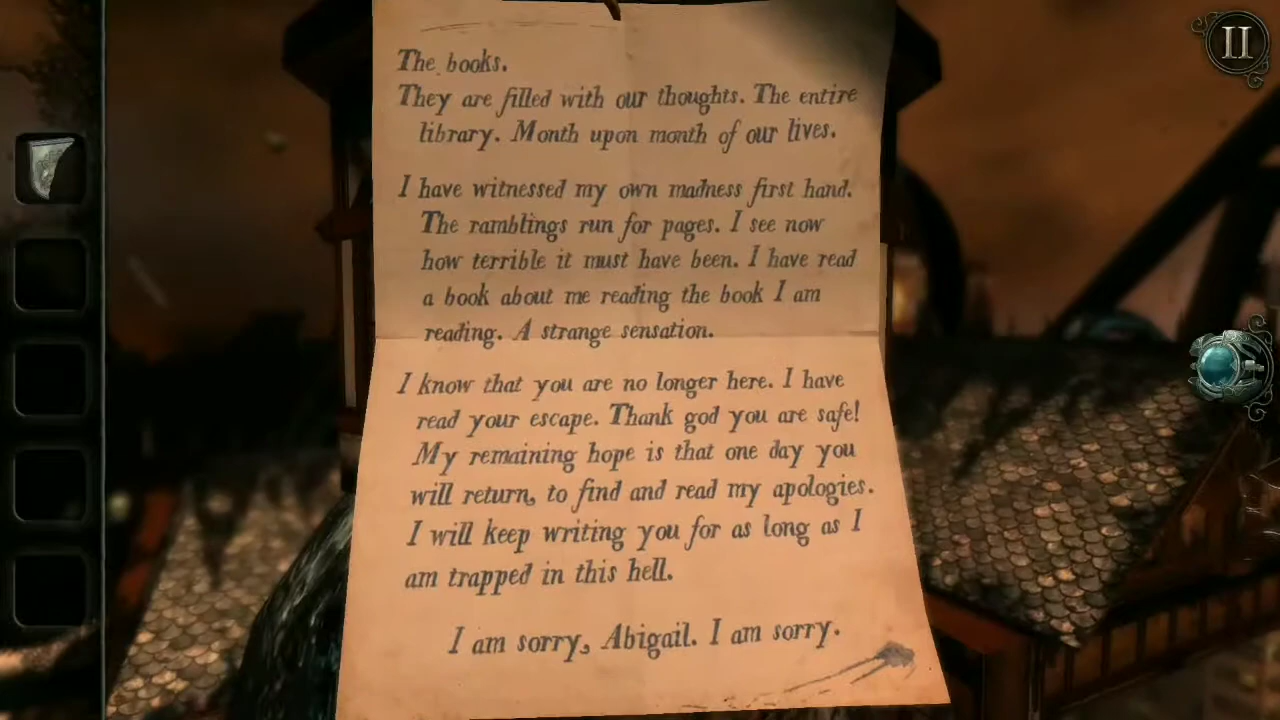 The books.
They are filled with our thoughts. The entire
library. Month upon month of our lives.
I have witnessed my own madness first hand.
The ramblings run for pages. I see now
how terrible it must have been. I have read
a book about me reading the book I am
reading. A strange sensation.
I know that you are no longer here. I have
read your escape. Thank god you are safe!
My remaining hope is that one day you
will return, to find and read my apologies.
I will keep writing you for as long as I
am trapped in this hell.
I am sorry, Abigail. I am sorry.
II